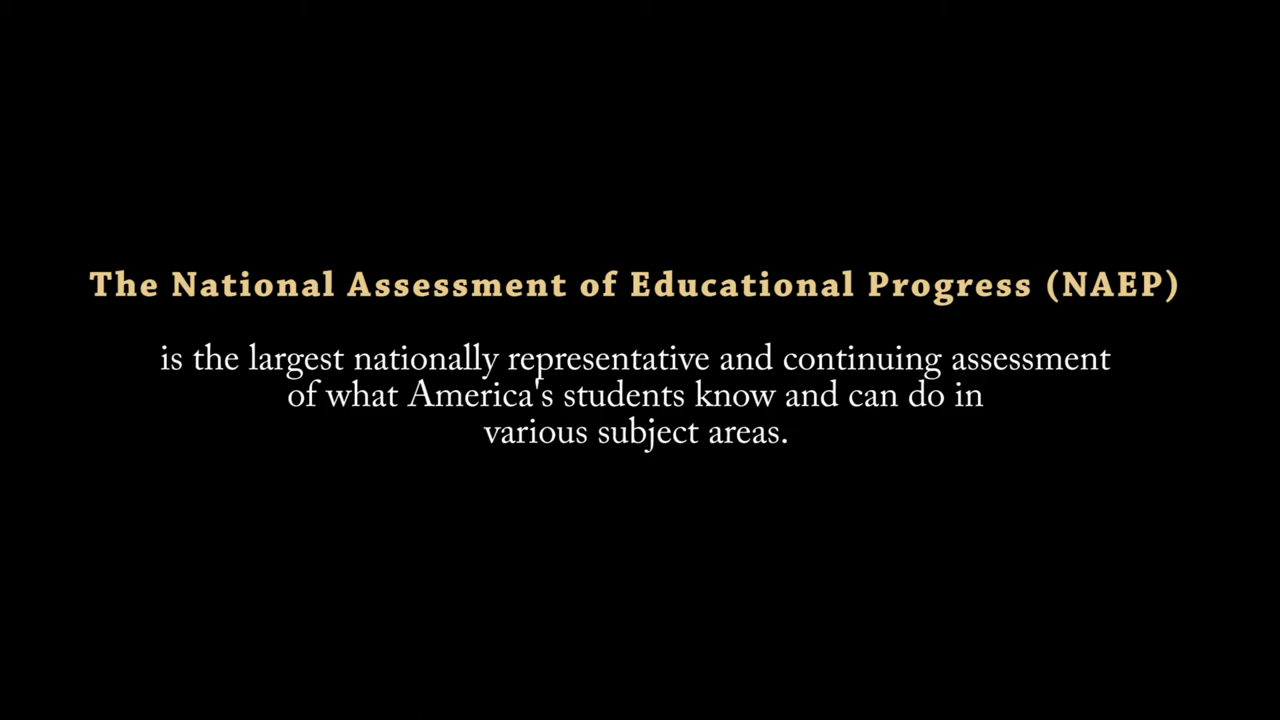 The National Assessment of Educational Progress (NAEP)
is the largest nationally representative and continuing assessment
of what America's students know and can do in
various subject areas.